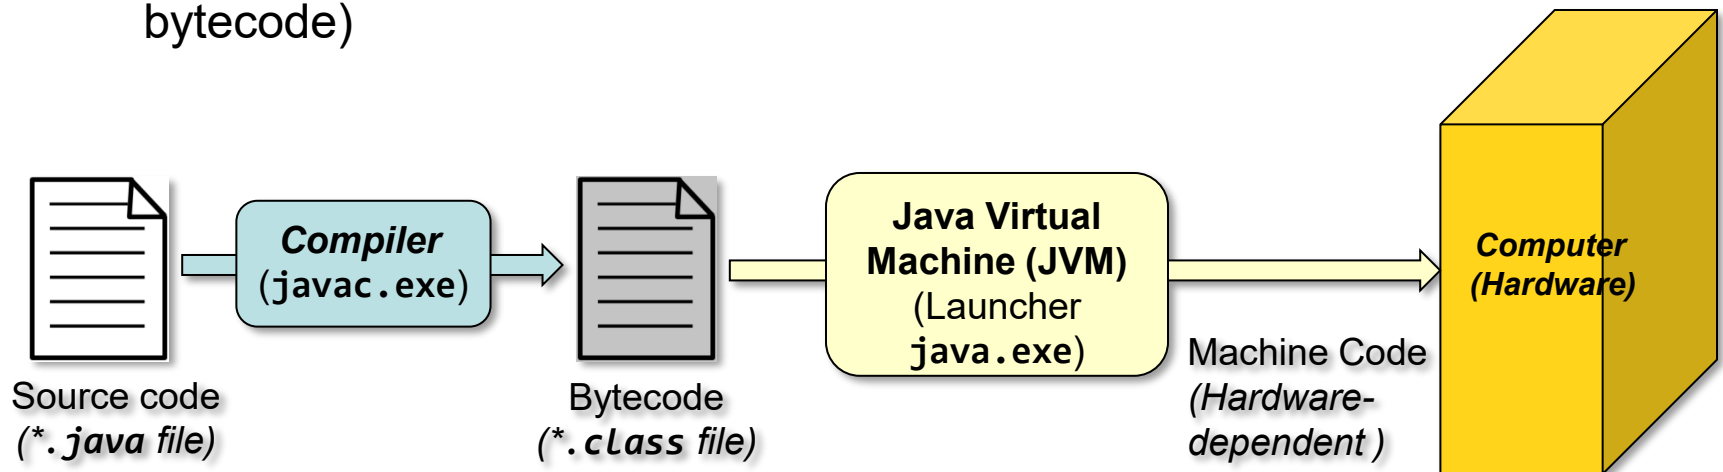 bytecode)
Source code
(*.java file)
Compiler
(javac.exe)
Bytecode
(*.class file)
Java Virtual
Machine (JVM)
(Launcher
java.exe)
Machine Code
(Hardware-
dependent )
Computer
(Hardware)